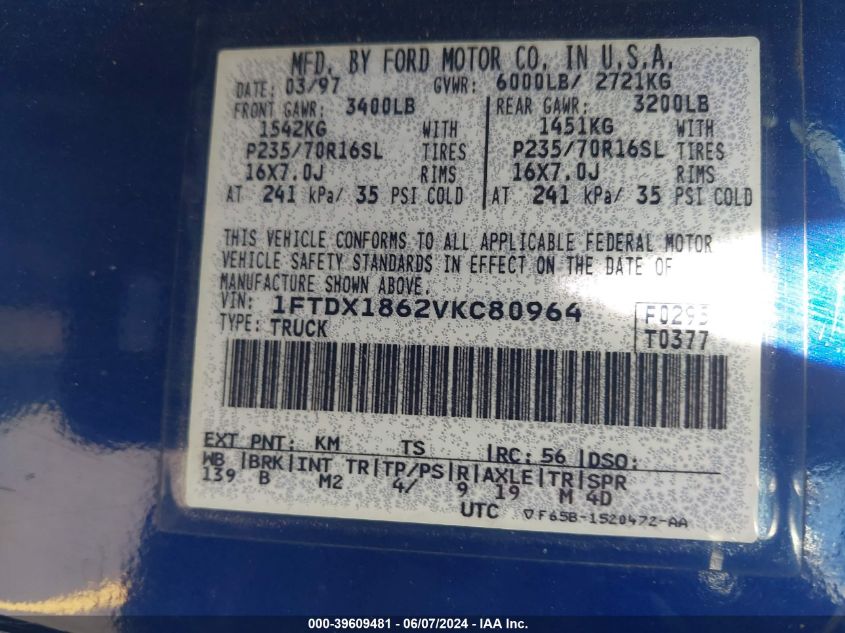 MFD. BY FORD MOTOR CO. IN U.S.A.
DATE: 03/97 GVWR: 6000LB/ 2721KG
FRONT GAWR: 3400LB REAR GAWR: 3200LB
1542KG WITH 1451KG WITH
P235/70R16SL TIRES P235/70R16SL TIRES
16X7.0J RIMS 16X7.0J RIMS
AT 241 kPa/ 35 PSI COLD AT 241 kPa/ 35 PSI COLD
THIS VEHICLE CONFORMS TO ALL APPLICABLE FEDERAL MOTOR
VEHICLE SAFETY STANDARDS IN EFFECT ON THE DATE OF
MANUFACTURE SHOWN ABOVE.
VIN: 1FTDX1862VKC80964 F0293
TYPE: TRUCK T0377
EXT PNT: KM TS RC: 56 DSO:
WB BRK INT TR TP/PS R AXLE TR SPR
139 B M2 4/ 9 19 M 4D
UTC ▽F65B-1520472-AA
000-39609481 - 06/07/2024 - IAA Inc.